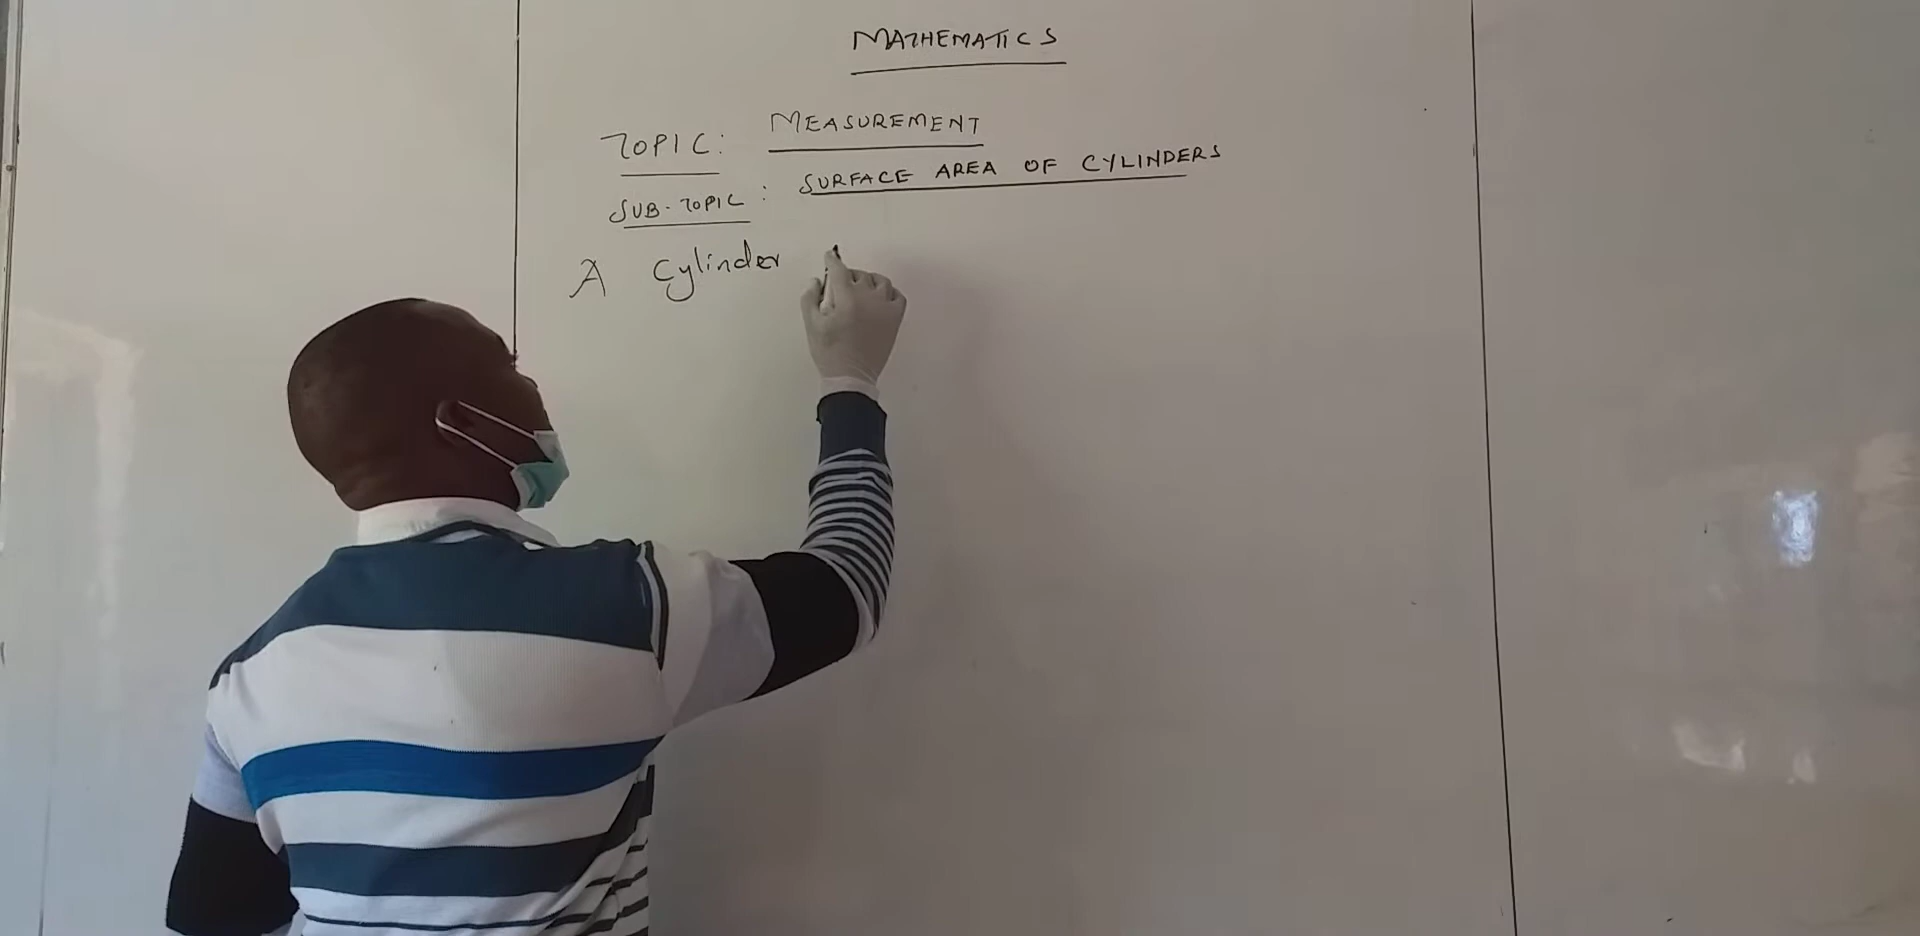 MATHEMATICS
TOPIC: MEASUREMENT
SUB-TOPIC: SURFACE AREA OF CYLINDERS
A Cylinder